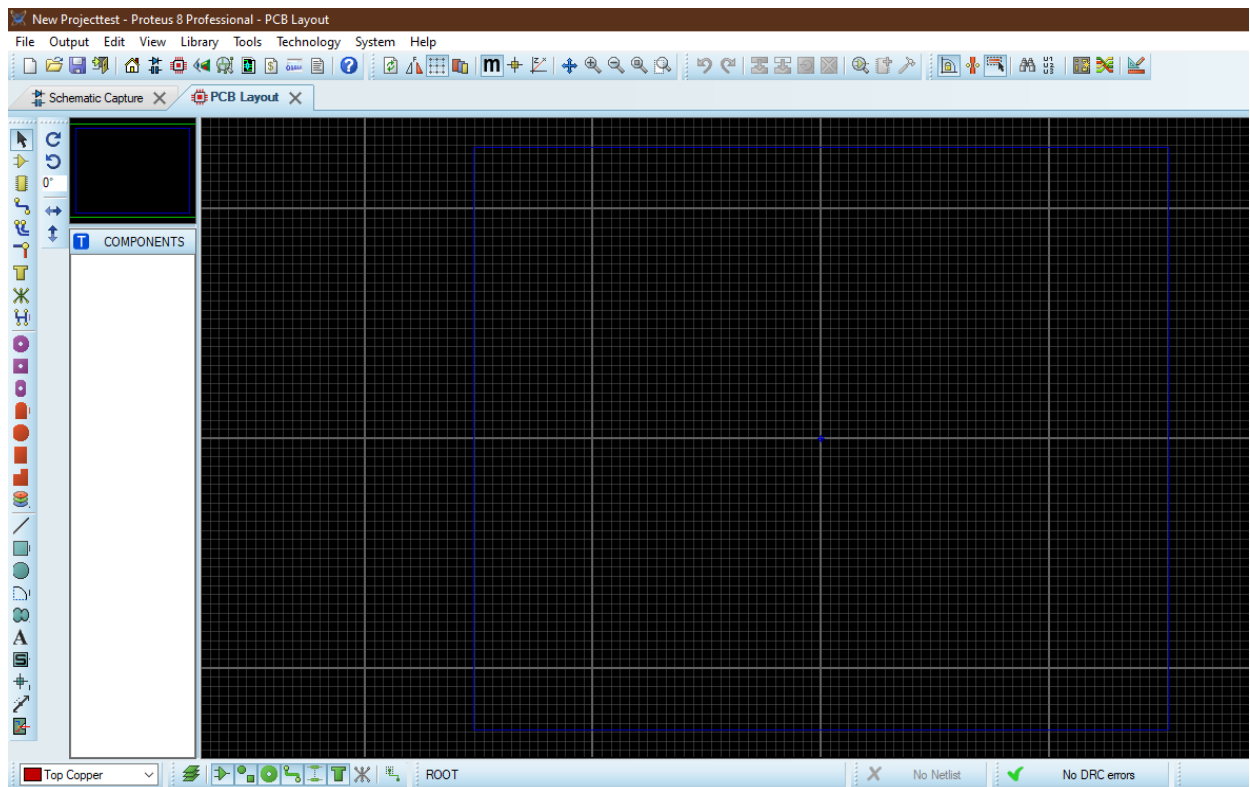 New Projecttest - Proteus 8 Professional - PCB Layout
File Output Edit View Library Tools Technology System Help
Schematic Capture
PCB Layout
0°
T COMPONENTS
Top Copper
ROOT
No Netlist
No DRC errors